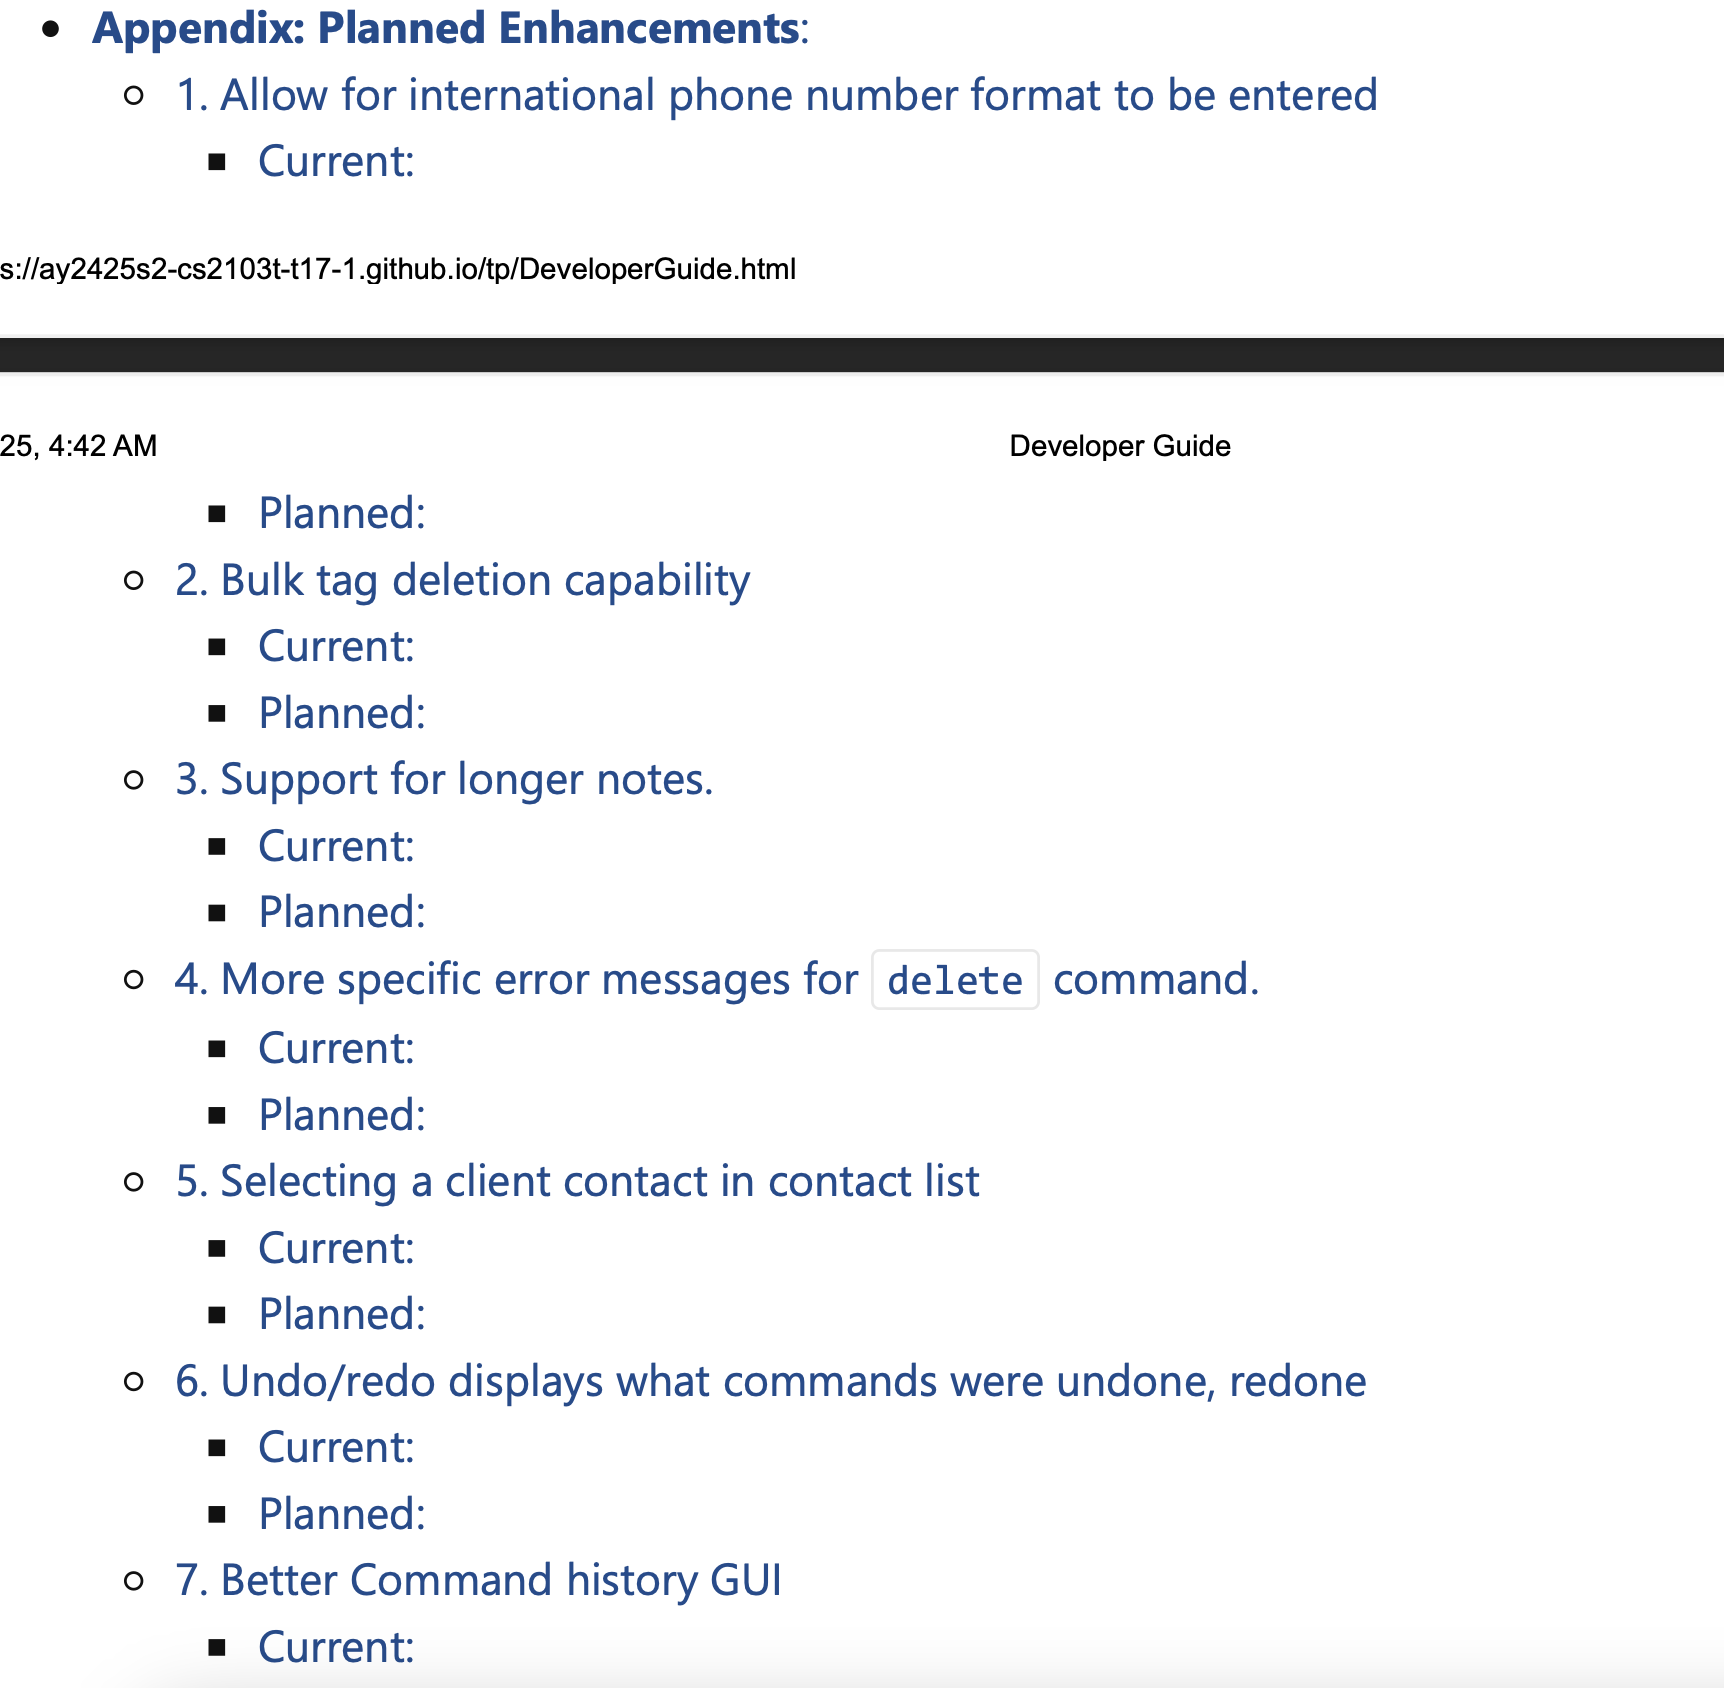 Appendix: Planned Enhancements:
1. Allow for international phone number format to be entered
Current:
s://ay2425s2-cs2103t-t17-1.github.io/tp/DeveloperGuide.html
25, 4:42 AM Developer Guide
Planned:
2. Bulk tag deletion capability
Current:
Planned:
3. Support for longer notes.
Current:
Planned:
4. More specific error messages for delete command.
Current:
Planned:
5. Selecting a client contact in contact list
Current:
Planned:
6. Undo/redo displays what commands were undone, redone
Current:
Planned:
7. Better Command history GUI
Current: